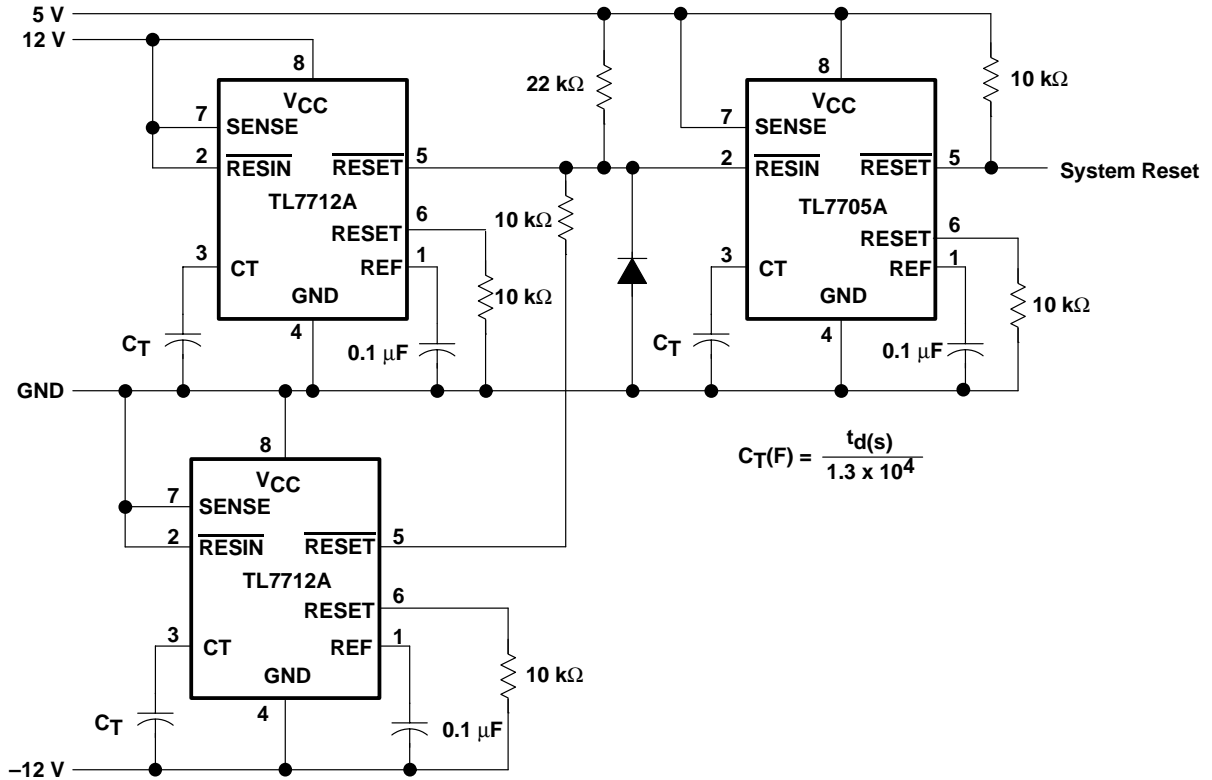 5 V
12 V
8
VCC
7
SENSE
2
RESIN
RESET
5
TL7712A
RESET
6
3
CT
REF
1
GND
4
CT
0.1 μF
10 kΩ
22 kΩ
10 kΩ
8
VCC
7
SENSE
2
RESIN
RESET
5
10 kΩ
System Reset
TL7705A
RESET
6
3
CT
REF
1
GND
4
CT
0.1 μF
10 kΩ
GND
CT(F) = td(s) / 1.3 x 10^4
8
VCC
7
SENSE
2
RESIN
RESET
5
TL7712A
RESET
6
3
CT
REF
1
GND
4
CT
0.1 μF
10 kΩ
–12 V